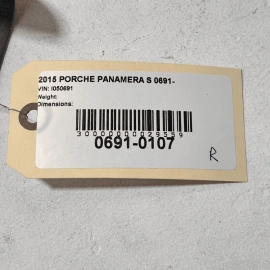 2015 PORCHE PANAMERA S 0691-
VIN: I050691
Weight:
Dimensions:
3000000029559
0691-0107
R